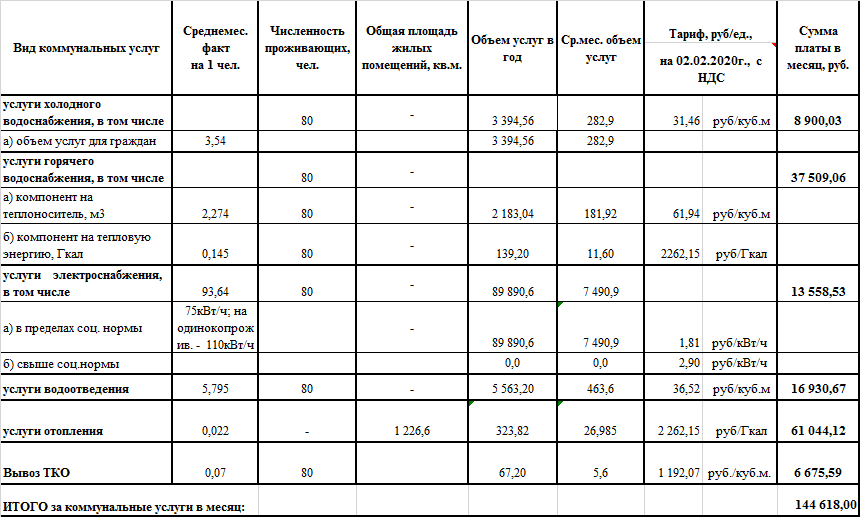 Вид коммунальных услуг	Среднемес. факт на 1 чел.	Численность проживающих, чел.	Общая площадь жилых помещений, кв.м.	Объем услуг в год	Ср.мес. объем услуг	Тариф, руб/ед., на 02.02.2020г., с НДС	Сумма платы в месяц, руб.
услуги холодного водоснабжения, в том числе	80	-	3 394,56	282,9	31,46	руб/куб.м	8 900,03
а) объем услуг для граждан	3,54	3 394,56	282,9
услуги горячего водоснабжения, в том числе	80	-	37 509,06
а) компонент на теплоноситель, м3	2,274	80	-	2 183,04	181,92	61,94	руб/куб.м
б) компонент на тепловую энергию, Гкал	0,145	80	-	139,20	11,60	2262,15	руб/Гкал
услуги электроснабжения, в том числе	93,64	80	-	89 890,6	7 490,9	13 558,53
а) в пределах соц. нормы	75кВт/ч; на одинокопрожив. - 110кВт/ч	-	89 890,6	7 490,9	1,81	руб/кВт/ч
б) свыше соц.нормы	0,0	0,0	2,90	руб/кВт/ч
услуги водоотведения	5,795	80	-	5 563,20	463,6	36,52	руб/куб.м	16 930,67
услуги отопления	0,022	-	1 226,6	323,82	26,985	2 262,15	руб/Гкал	61 044,12
Вывоз ТКО	0,07	80	67,20	5,6	1 192,07	руб./куб.м.	6 675,59
ИТОГО за коммунальные услуги в месяц:	144 618,00